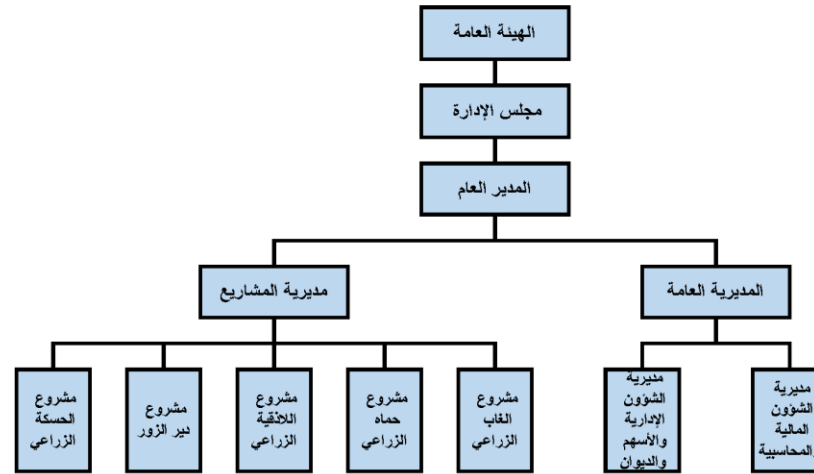 الهيئة العامة
مجلس الإدارة
المدير العام
المديرية العامة
مديرية المشاريع
مديرية
الشؤون
المالية
والمحاسبية
مديرية
الشؤون
الإدارية
والأسهم
والديوان
مشروع
الغاب
الزراعي
مشروع
حماه
الزراعي
مشروع
اللاذقية
الزراعي
مشروع
دير الزور
مشروع
الحسكة
الزراعي